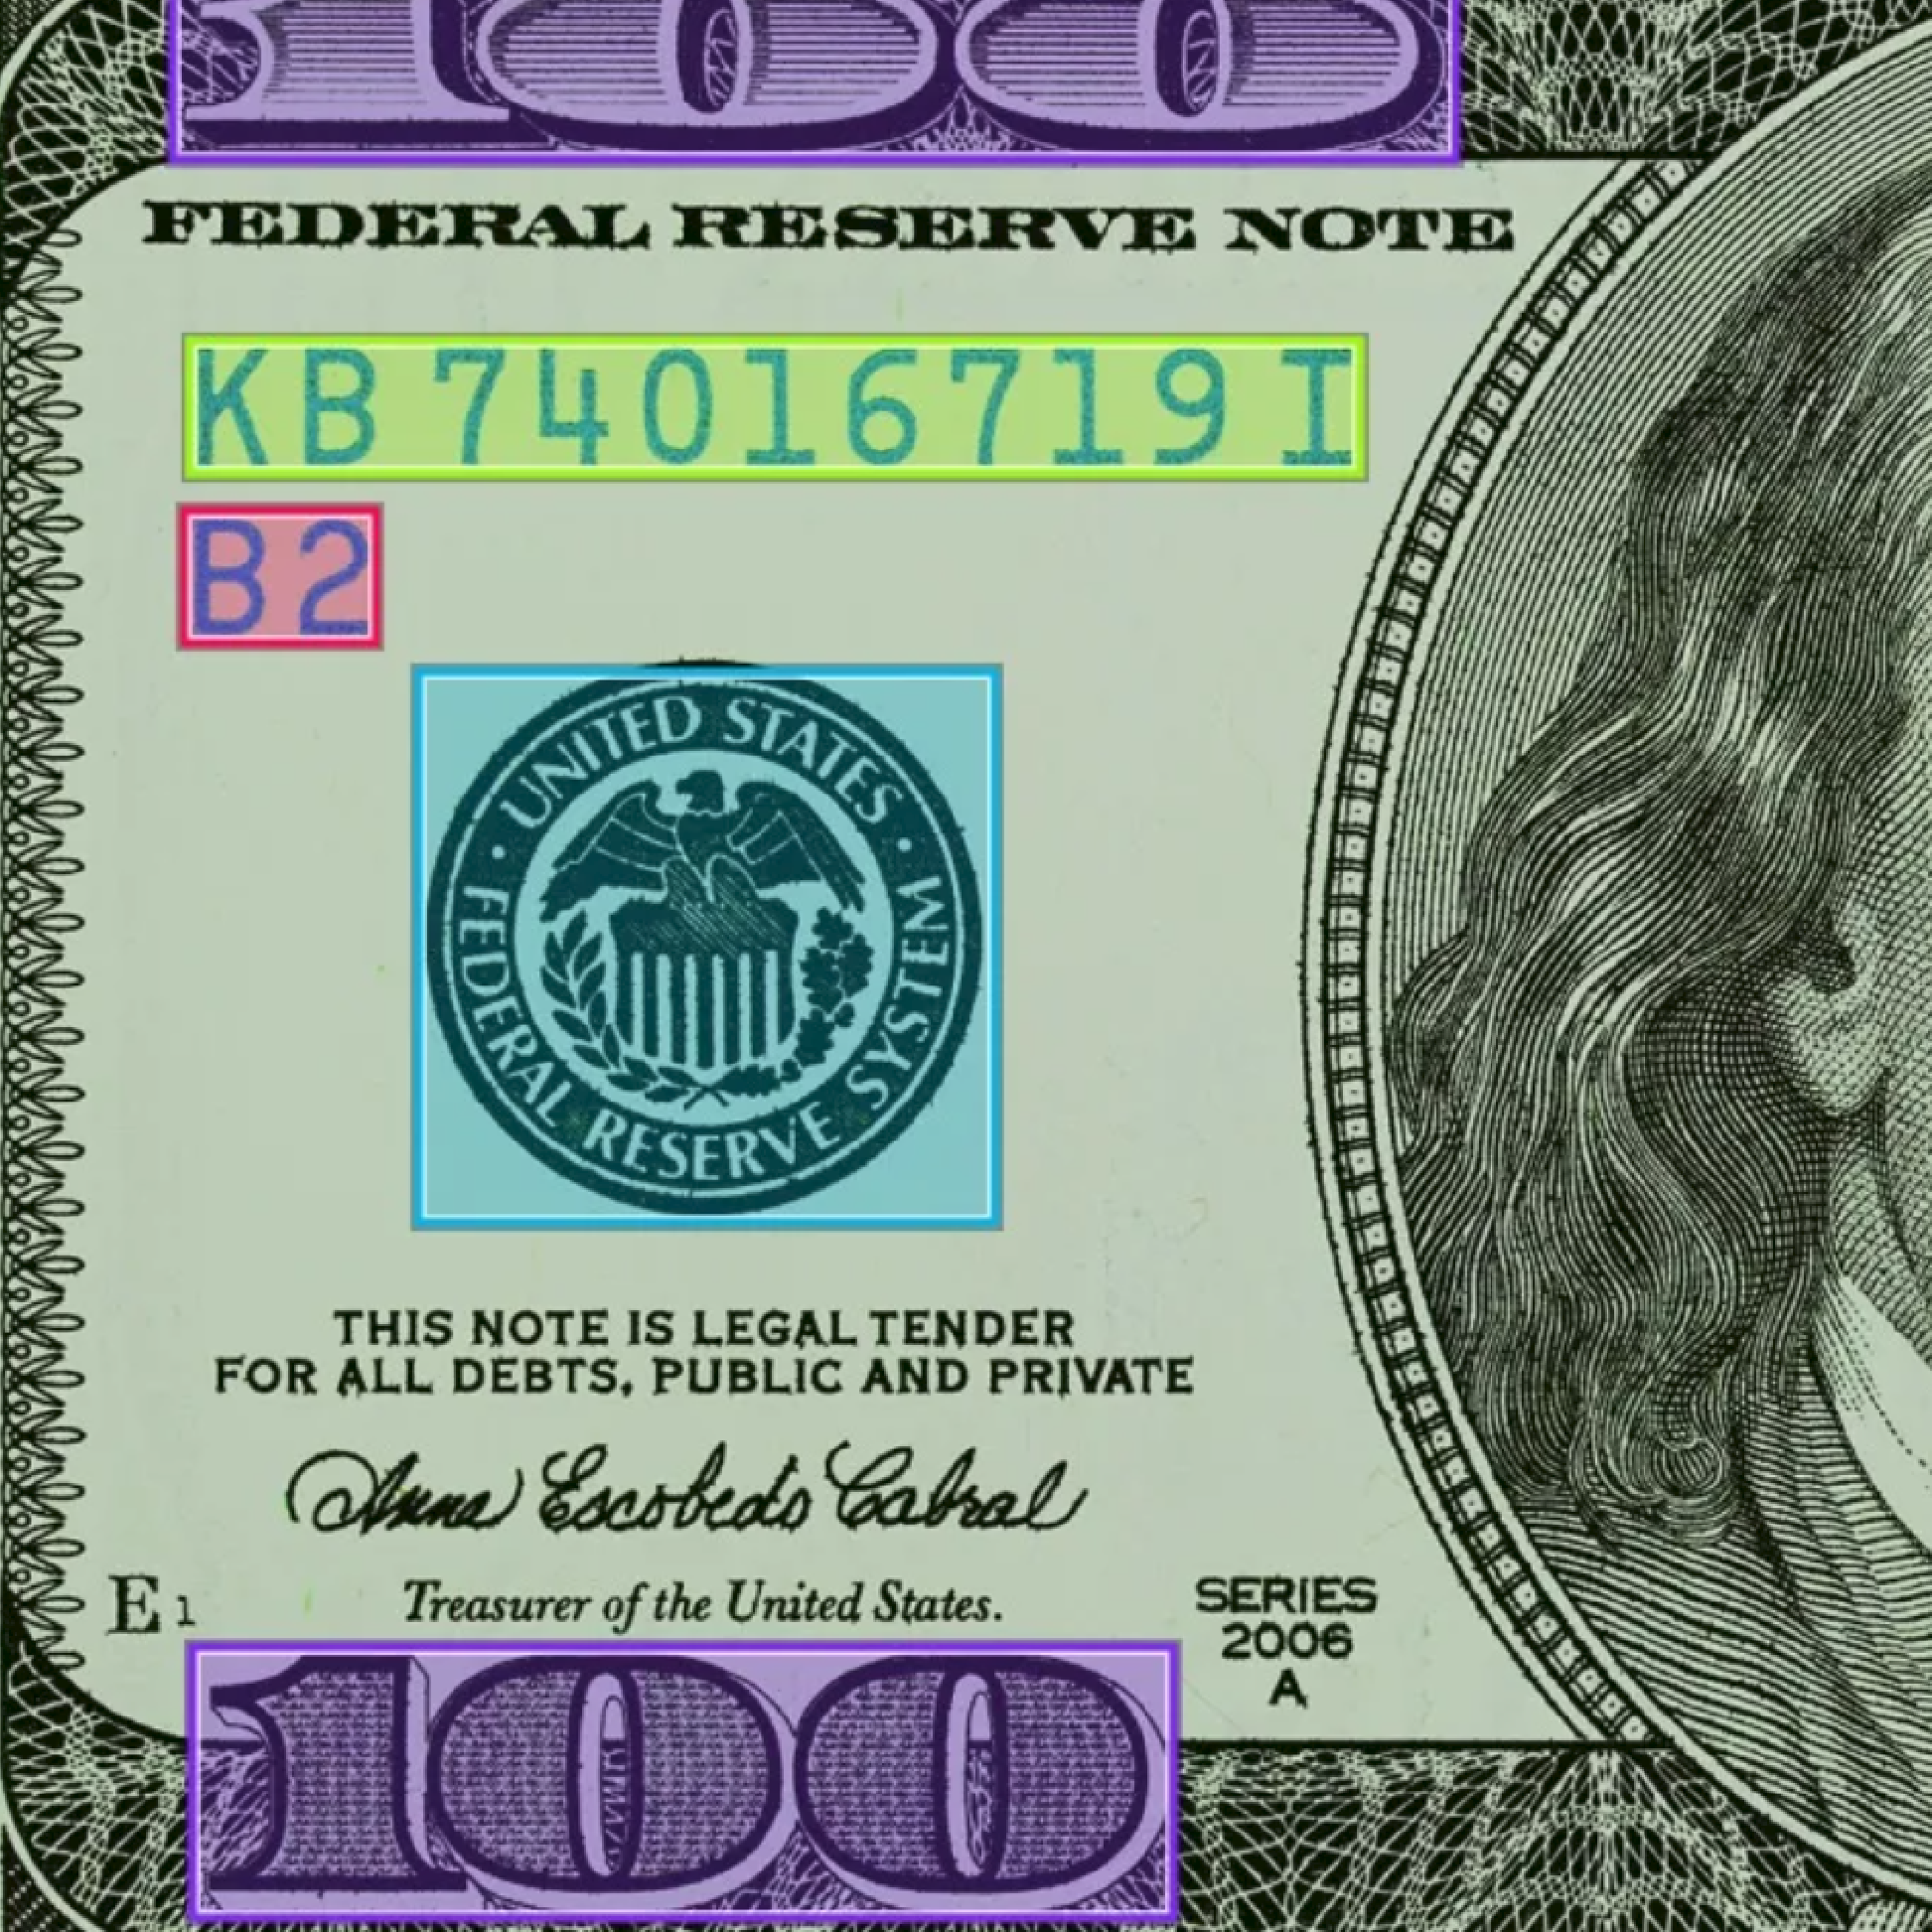 100
FEDERAL RESERVE NOTE
KB 74016719 I
B2
UNITED STATES
FEDERAL RESERVE SYSTEM
THIS NOTE IS LEGAL TENDER
FOR ALL DEBTS, PUBLIC AND PRIVATE
Anna Escobedo Cabral
E1
Treasurer of the United States.
SERIES
2006
A
100